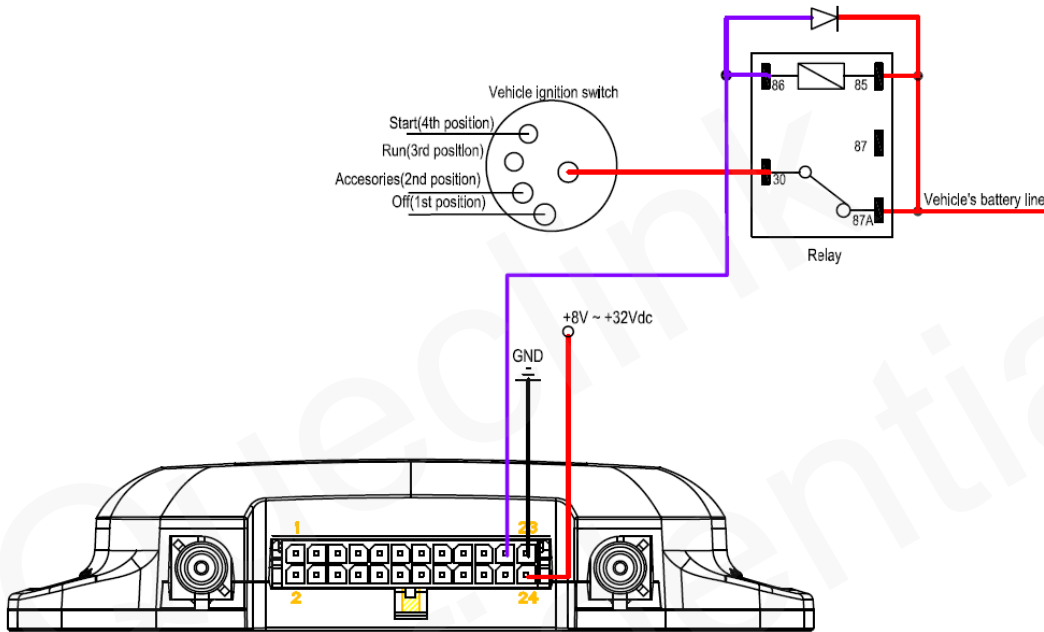 86
85
Vehicle ignition switch
Start(4th position)
87
Run(3rd position)
30
Accesories(2nd position)
Off(1st position)
87A
Vehicle's battery line
Relay
+8V ~ +32Vdc
GND
1
23
2
24
Queclink